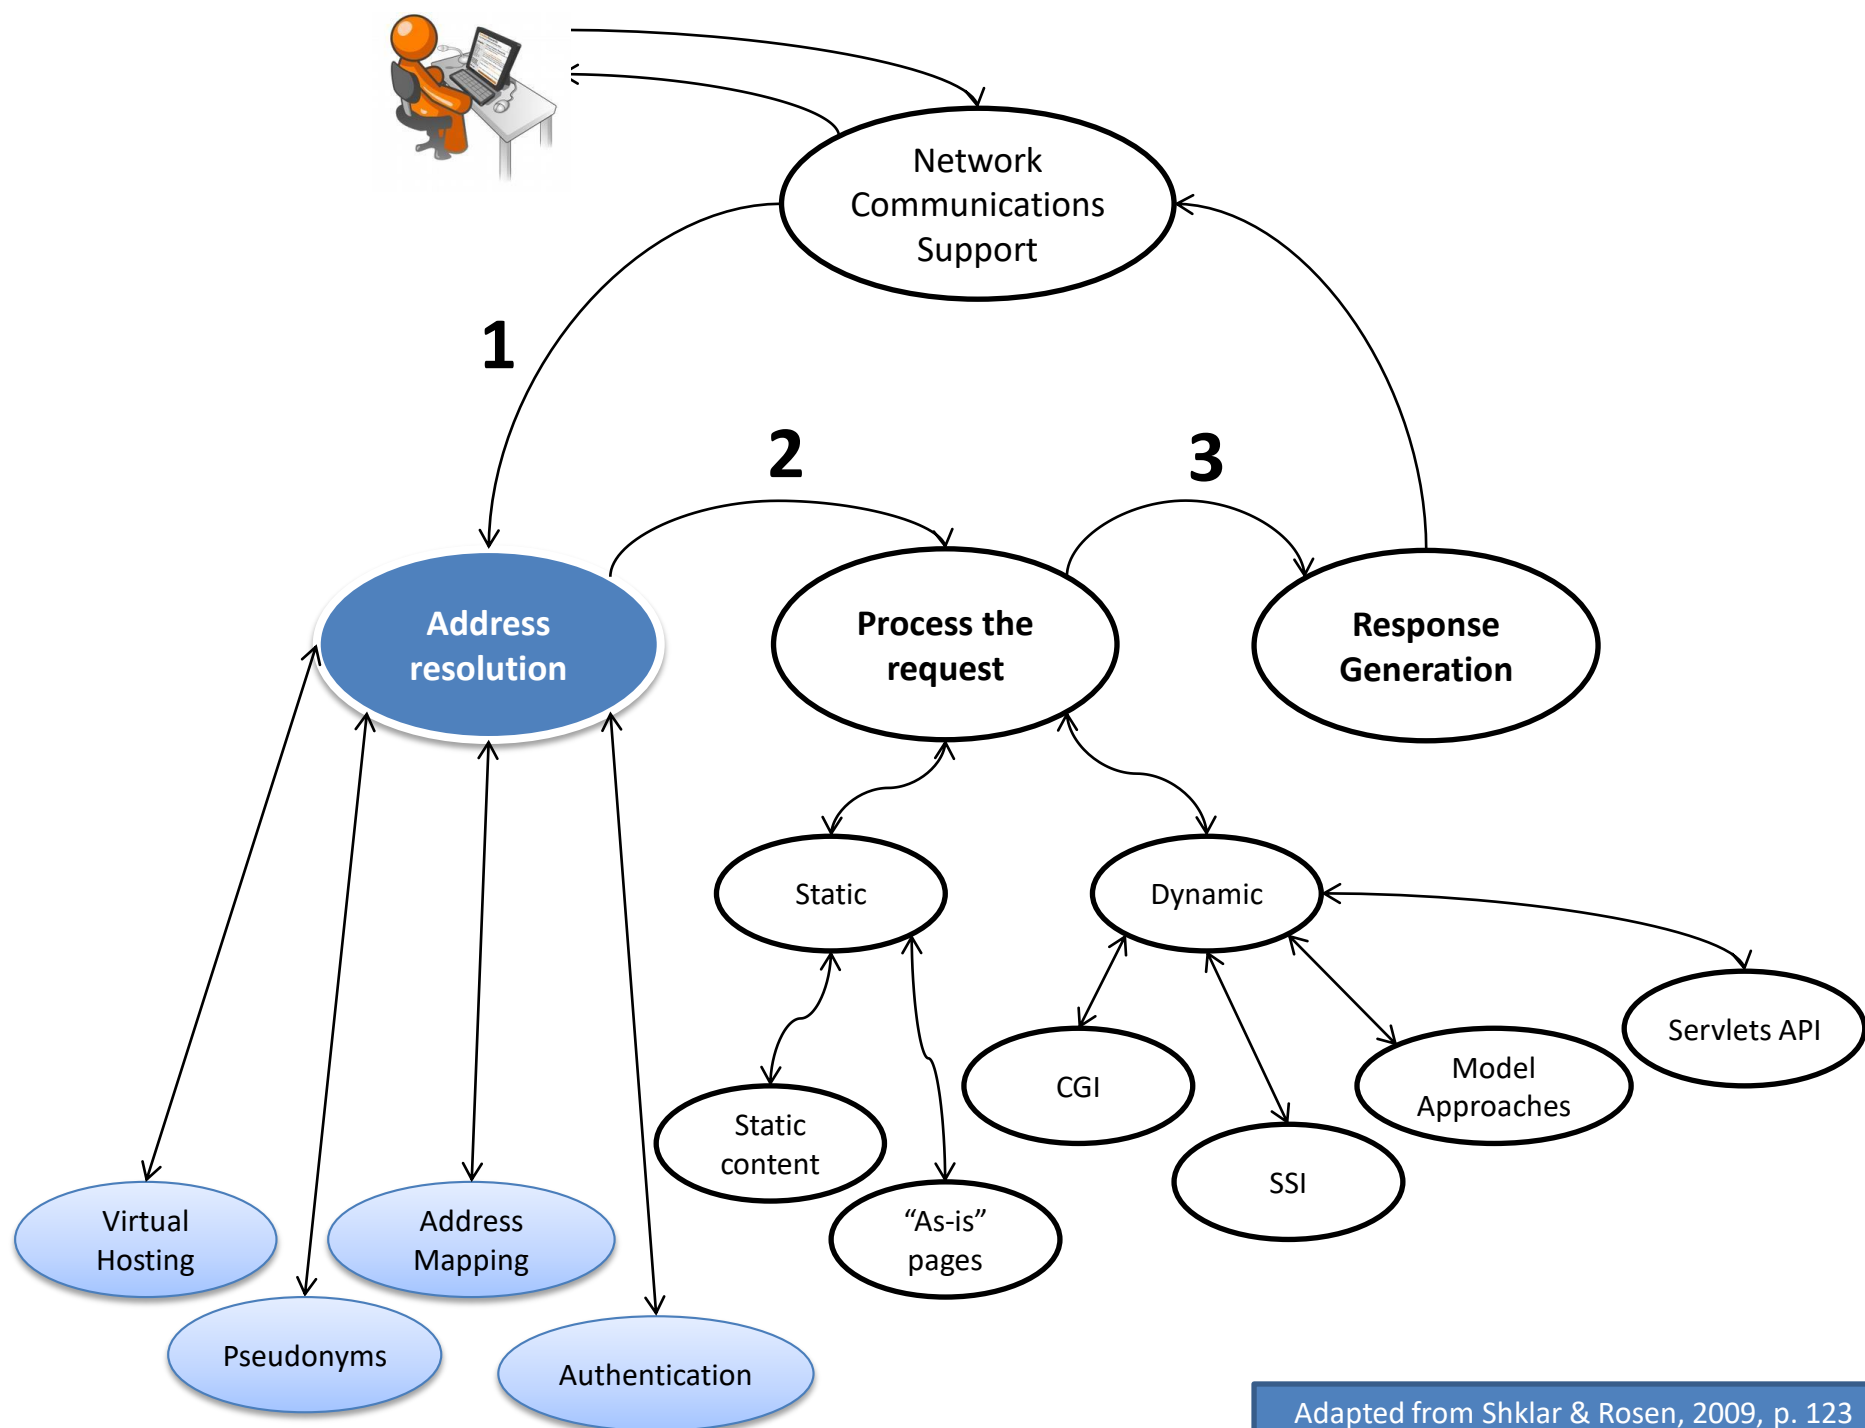 Network
Communications
Support
1
2
3
Address
resolution
Process the
request
Response
Generation
Static
Dynamic
Servlets API
Static
content
CGI
Model
Approaches
SSI
"As-is"
pages
Virtual
Hosting
Address
Mapping
Pseudonyms
Authentication
Adapted from Shklar & Rosen, 2009, p. 123